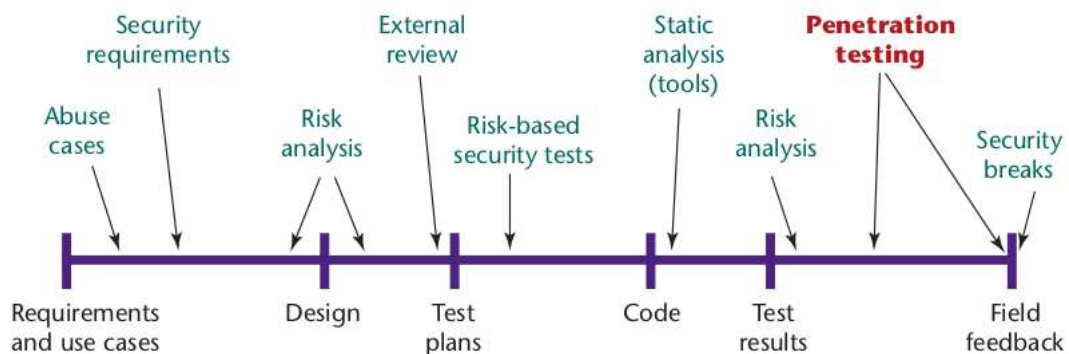 Security
requirements
External
review
Static
analysis
(tools)
Penetration
testing
Abuse
cases
Risk
analysis
Risk-based
security tests
Risk
analysis
Security
breaks
Requirements
and use cases
Design
Test
plans
Code
Test
results
Field
feedback